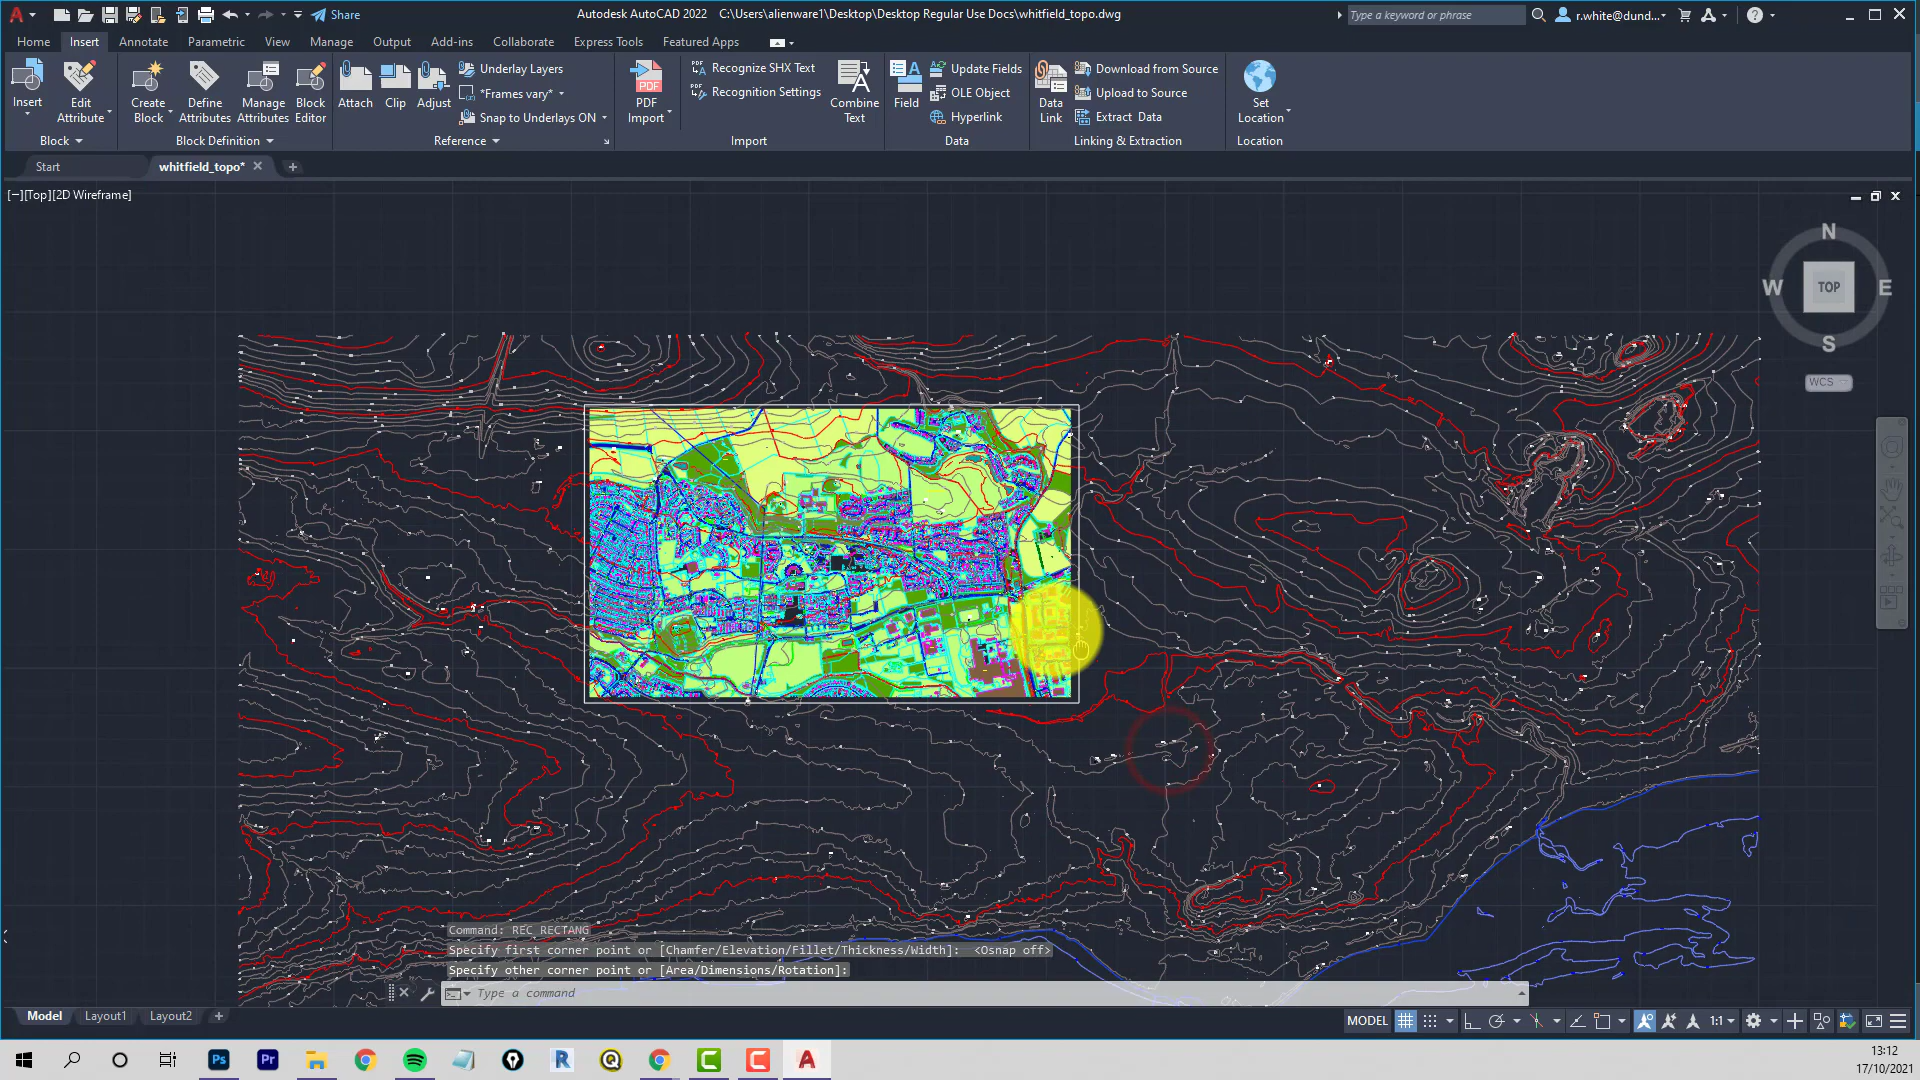 Share
Autodesk AutoCAD 2022 C:\Users\alienware1\Desktop\Desktop Regular Use Docs\whitfield_topo.dwg
Type a keyword or phrase
r.white@dund...
Home Insert Annotate Parametric View Manage Output Add-ins Collaborate Express Tools Featured Apps
Insert
Edit Attribute
Create Block
Define Attributes
Manage Attributes
Block Editor
Attach
Clip
Adjust
Underlay Layers
*Frames vary*
Snap to Underlays ON
PDF
PDF Import
Recognize SHX Text
Recognition Settings
Combine Text
Field
Update Fields
OLE Object
Hyperlink
Data Link
Download from Source
Upload to Source
Extract Data
Set Location
Block
Block Definition
Reference
Import
Data
Linking & Extraction
Location
Start
whitfield_topo*
[−][Top][2D Wireframe]
N
W
TOP
E
S
WCS
Command: REC RECTANG
Specify first corner point or [Chamfer/Elevation/Fillet/Thickness/Width]: <Osnap off>
Specify other corner point or [Area/Dimensions/Rotation]:
Type a command
Model Layout1 Layout2
MODEL
1:1
Ps
Pr
13:12
17/10/2021